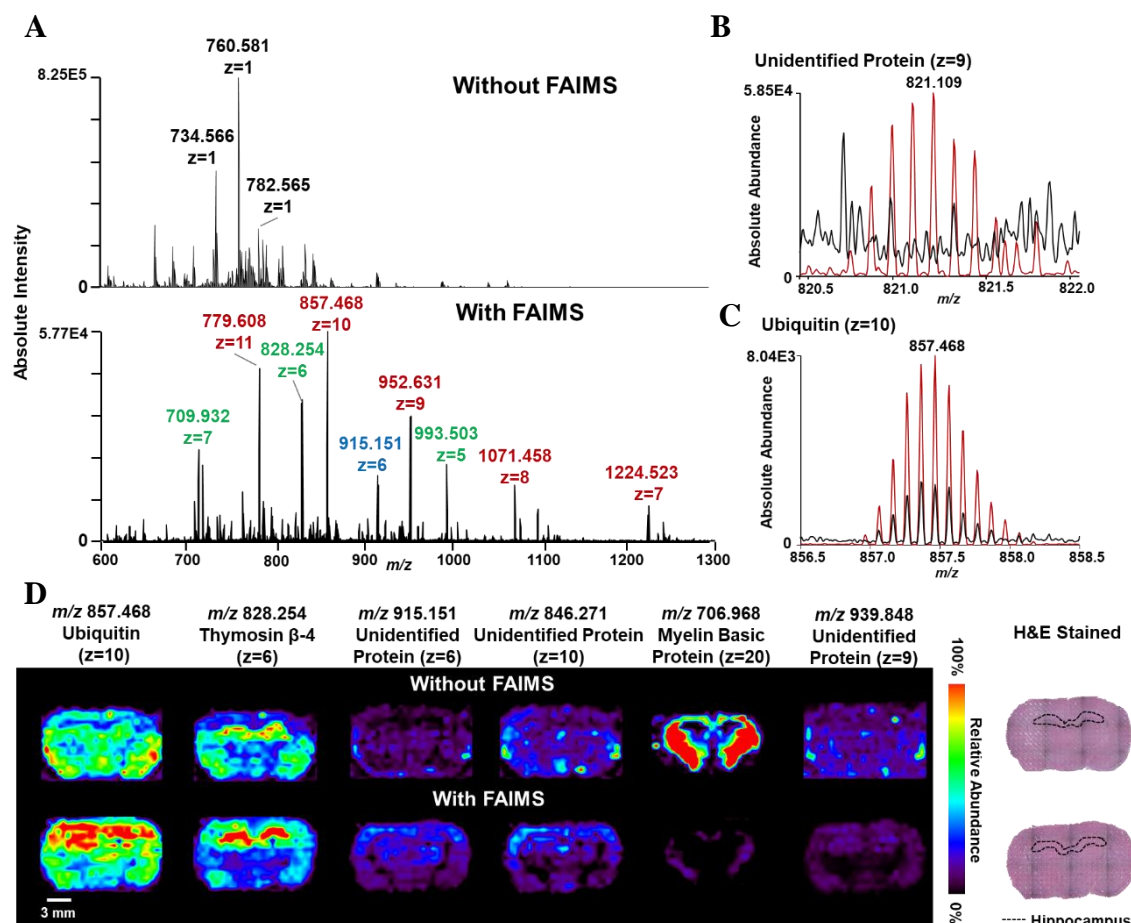 A
760.581
z=1
8.25E5
Without FAIMS
734.566
z=1
782.565
z=1
Absolute Intensity
857.468
z=10
With FAIMS
5.77E4
779.608
z=11
828.254
z=6
952.631
z=9
709.932
z=7
915.151
z=6
993.503
z=5
1071.458
z=8
1224.523
z=7
0
600
700
800
900
1000
1100
1200
1300
m/z
B
Unidentified Protein (z=9)
821.109
5.85E4
Absolute Abundance
0
820.5
821.0
821.5
822.0
m/z
C
Ubiquitin (z=10)
857.468
8.04E3
Absolute Abundance
0
856.5
857.0
857.5
858.0
858.5
m/z
D
m/z 857.468
Ubiquitin
(z=10)
m/z 828.254
Thymosin β-4
(z=6)
m/z 915.151
Unidentified
Protein (z=6)
m/z 846.271
Unidentified Protein
(z=10)
m/z 706.968
Myelin Basic
Protein (z=20)
m/z 939.848
Unidentified
Protein (z=9)
Without FAIMS
With FAIMS
3 mm
100%
Relative Abundance
0%
H&E Stained
Hippocampus